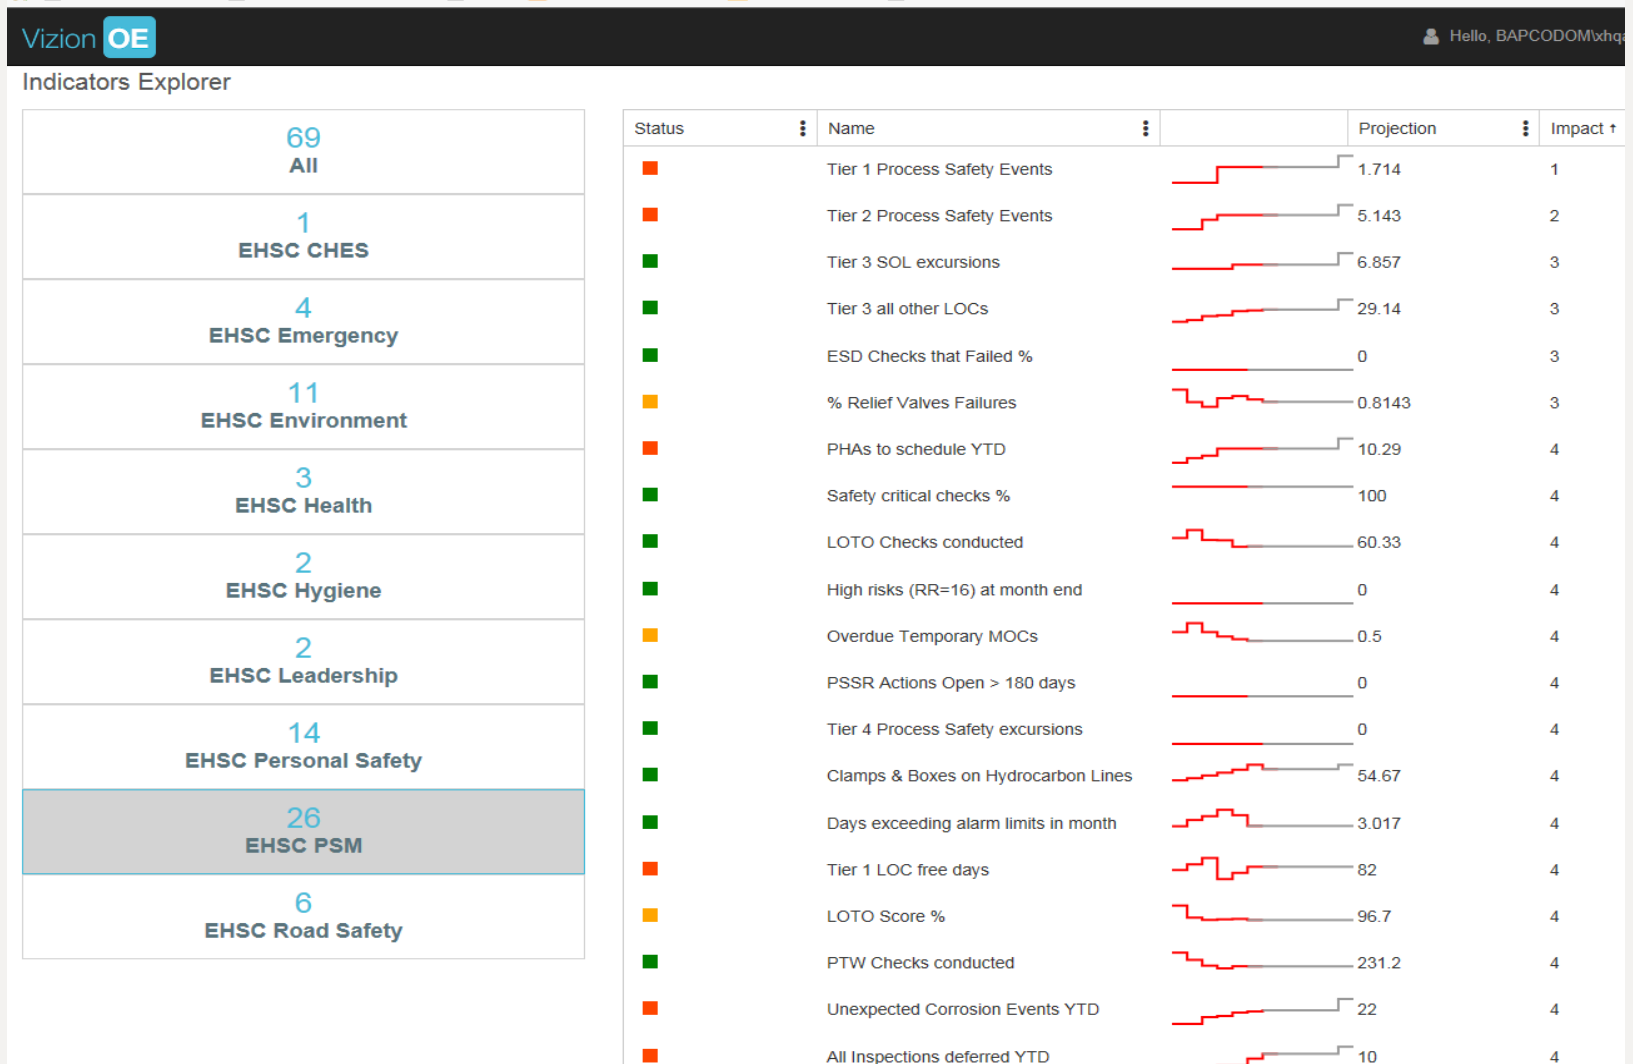 Vizion OE
Hello, BAPCODOM\xhqa
Indicators Explorer
69
All
1
EHSC CHES
4
EHSC Emergency
11
EHSC Environment
3
EHSC Health
2
EHSC Hygiene
2
EHSC Leadership
14
EHSC Personal Safety
26
EHSC PSM
6
EHSC Road Safety
Status Name Projection Impact ↑
Tier 1 Process Safety Events 1.714 1
Tier 2 Process Safety Events 5.143 2
Tier 3 SOL excursions 6.857 3
Tier 3 all other LOCs 29.14 3
ESD Checks that Failed % 0 3
% Relief Valves Failures 0.8143 3
PHAs to schedule YTD 10.29 4
Safety critical checks % 100 4
LOTO Checks conducted 60.33 4
High risks (RR=16) at month end 0 4
Overdue Temporary MOCs 0.5 4
PSSR Actions Open > 180 days 0 4
Tier 4 Process Safety excursions 0 4
Clamps & Boxes on Hydrocarbon Lines 54.67 4
Days exceeding alarm limits in month 3.017 4
Tier 1 LOC free days 82 4
LOTO Score % 96.7 4
PTW Checks conducted 231.2 4
Unexpected Corrosion Events YTD 22 4
All Inspections deferred YTD 10 4